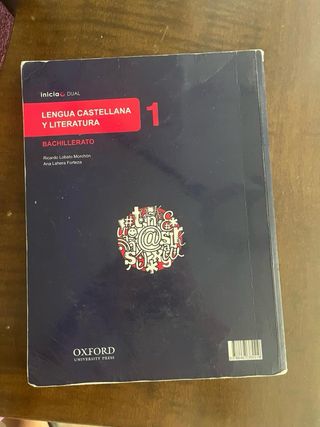 inicia DUAL
LENGUA CASTELLANA
Y LITERATURA
1
BACHILLERATO
Ricardo Lobato Morchón
Ana Lahera Forteza
OXFORD
UNIVERSITY PRESS